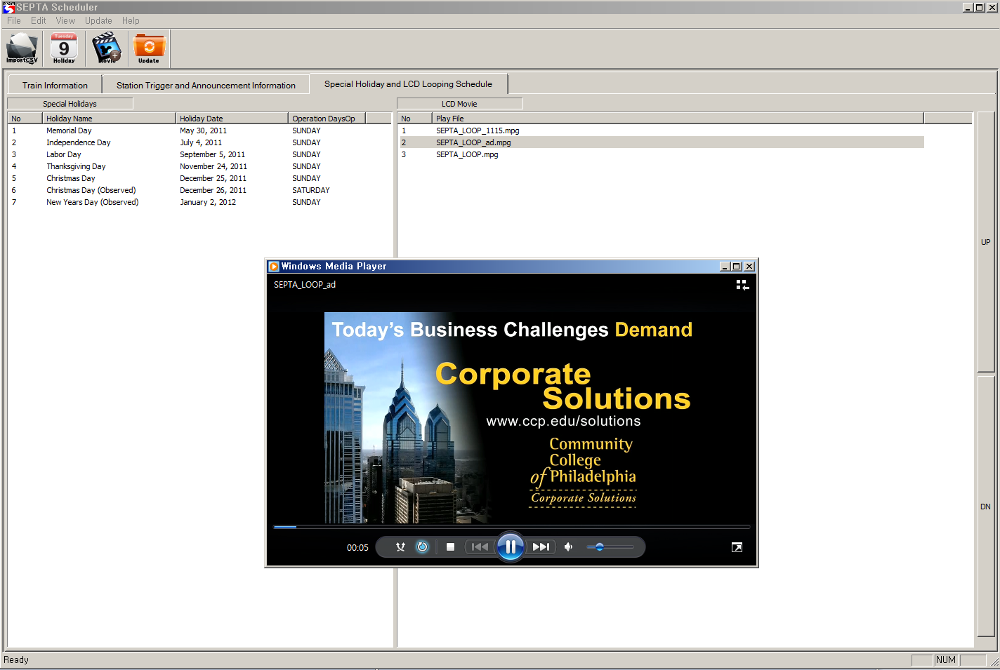 SEPTA Scheduler
File Edit View Update Help
ImportCSV
Tuesday
9
Holiday
Movie
Update
Train Information
Station Trigger and Announcement Information
Special Holiday and LCD Looping Schedule
Special Holidays
No Holiday Name Holiday Date Operation DaysOp
1 Memorial Day May 30, 2011 SUNDAY
2 Independence Day July 4, 2011 SUNDAY
3 Labor Day September 5, 2011 SUNDAY
4 Thanksgiving Day November 24, 2011 SUNDAY
5 Christmas Day December 25, 2011 SUNDAY
6 Christmas Day (Observed) December 26, 2011 SATURDAY
7 New Years Day (Observed) January 2, 2012 SUNDAY
LCD Movie
No Play File
1 SEPTA_LOOP_1115.mpg
2 SEPTA_LOOP_ad.mpg
3 SEPTA_LOOP.mpg
UP
DN
Windows Media Player
SEPTA_LOOP_ad
Today's Business Challenges Demand
Corporate
Solutions
www.ccp.edu/solutions
Community
College
of Philadelphia
Corporate Solutions
00:05
Ready
NUM